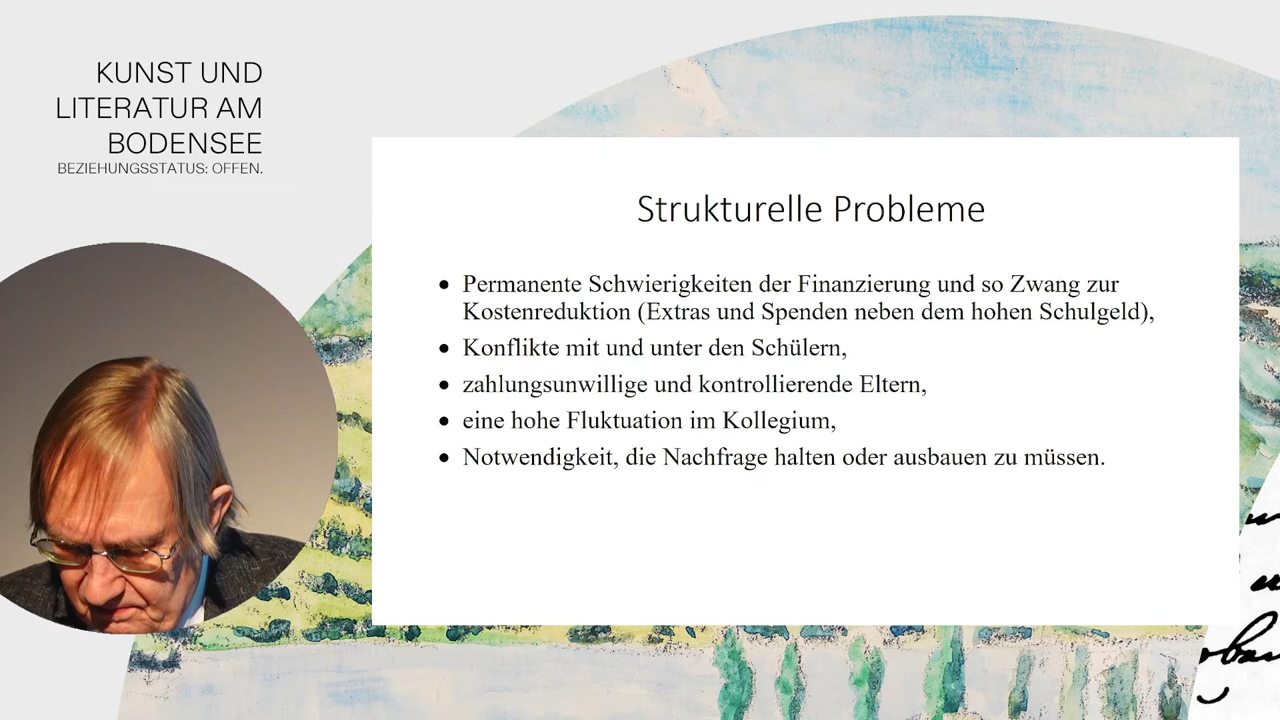 KUNST UND
LITERATUR AM
BODENSEE
BEZIEHUNGSSTATUS: OFFEN.
Strukturelle Probleme
• Permanente Schwierigkeiten der Finanzierung und so Zwang zur
Kostenreduktion (Extras und Spenden neben dem hohen Schulgeld),
• Konflikte mit und unter den Schülern,
• zahlungsunwillige und kontrollierende Eltern,
• eine hohe Fluktuation im Kollegium,
• Notwendigkeit, die Nachfrage halten oder ausbauen zu müssen.